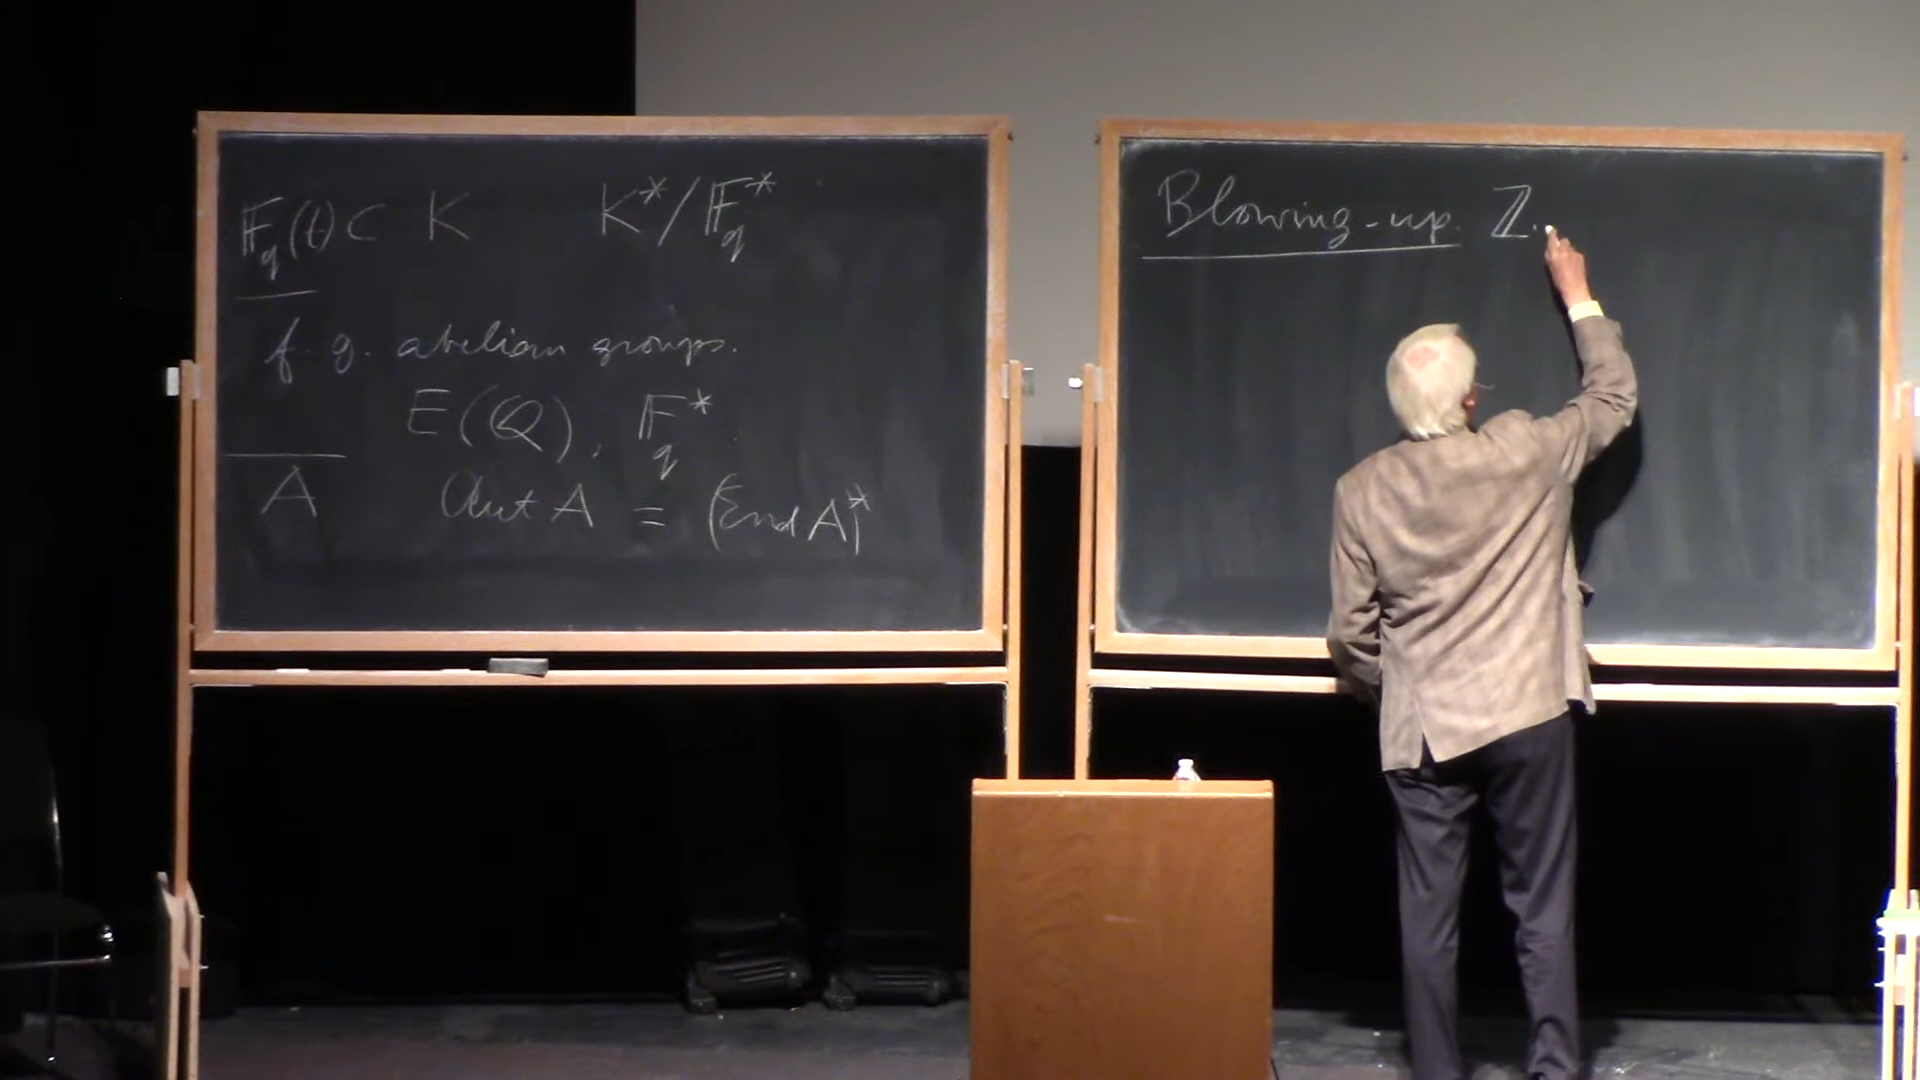 𝔽_q(t) ⊂ K K*/𝔽_q*
f. g. abelian groups.
E(ℚ), 𝔽_q*
A Aut A = (End A)*
Blowing-up. ℤ.